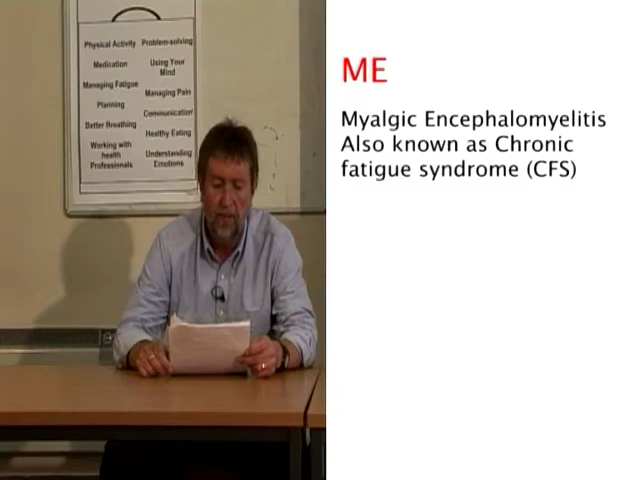 Physical Activity
Medication
Managing Fatigue
Planning
Better Breathing
Working with
health
Professionals
Problem-solving
Using Your
Mind
Managing Pain
Communication
Healthy Eating
Understanding
Emotions
ME
Myalgic Encephalomyelitis
Also known as Chronic
fatigue syndrome (CFS)